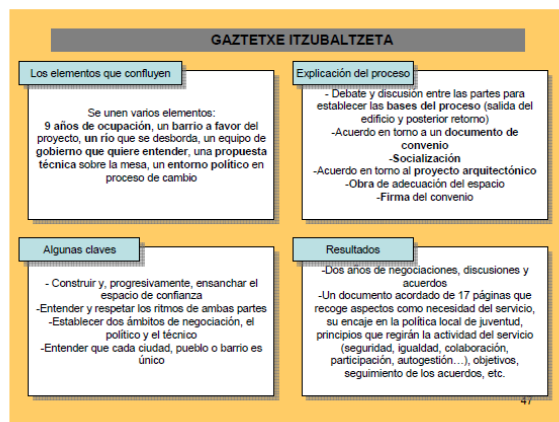 GAZTETXE ITZUBALTZETA
Los elementos que confluyen
Se unen varios elementos:
9 años de ocupación, un barrio a favor del
proyecto, un río que se desborda, un equipo de
gobierno que quiere entender, una propuesta
técnica sobre la mesa, un entorno político en
proceso de cambio
Explicación del proceso
- Debate y discusión entre las partes para
establecer las bases del proceso (salida del
edificio y posterior retorno)
-Acuerdo en torno a un documento de
convenio
-Socialización
-Acuerdo en torno al proyecto arquitectónico
-Obra de adecuación del espacio
-Firma del convenio
Algunas claves
- Construir y, progresivamente, ensanchar el
espacio de confianza
-Entender y respetar los ritmos de ambas partes
-Establecer dos ámbitos de negociación, el
político y el técnico
-Entender que cada ciudad, pueblo o barrio es
único
Resultados
-Dos años de negociaciones, discusiones y
acuerdos
-Un documento acordado de 17 páginas que
recoge aspectos como necesidad del servicio,
su encaje en la política local de juventud,
principios que regirán la actividad del servicio
(seguridad, igualdad, colaboración,
participación, autogestión…), objetivos,
seguimiento de los acuerdos, etc.
47